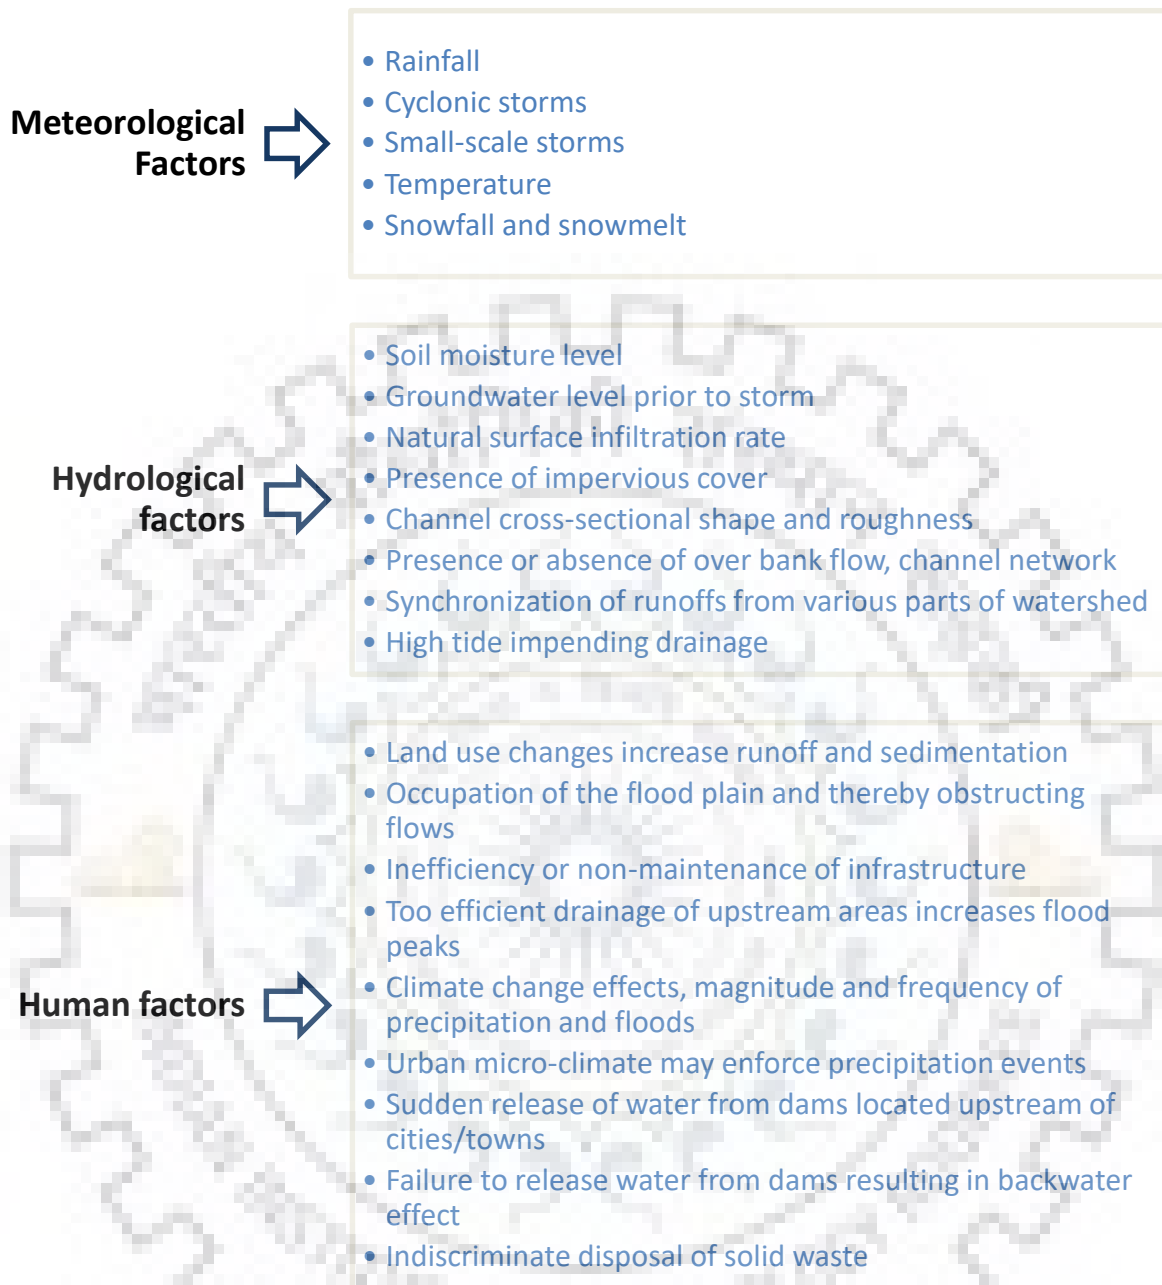 Meteorological
Factors
• Rainfall
• Cyclonic storms
• Small-scale storms
• Temperature
• Snowfall and snowmelt
Hydrological
factors
• Soil moisture level
• Groundwater level prior to storm
• Natural surface infiltration rate
• Presence of impervious cover
• Channel cross-sectional shape and roughness
• Presence or absence of over bank flow, channel network
• Synchronization of runoffs from various parts of watershed
• High tide impending drainage
Human factors
• Land use changes increase runoff and sedimentation
• Occupation of the flood plain and thereby obstructing
flows
• Inefficiency or non-maintenance of infrastructure
• Too efficient drainage of upstream areas increases flood
peaks
• Climate change effects, magnitude and frequency of
precipitation and floods
• Urban micro-climate may enforce precipitation events
• Sudden release of water from dams located upstream of
cities/towns
• Failure to release water from dams resulting in backwater
effect
• Indiscriminate disposal of solid waste